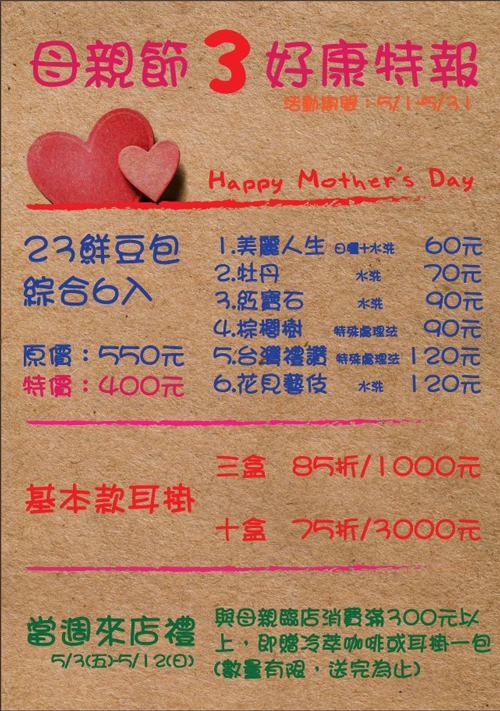 母親節3好康特報
活動期間：5/1-5/31
Happy Mother's Day
23鮮豆包
綜合6入
原價：550元
特價：400元
1.美麗人生 日曬+水洗 60元
2.牡丹 水洗 70元
3.紅寶石 水洗 90元
4.棕櫚樹 特殊處理法 90元
5.台灣禮讚 特殊處理法 120元
6.花見藝伎 水洗 120元
基本款耳掛
三盒 85折/1000元
十盒 75折/3000元
當週來店禮
5/3(五)-5/12(日)
與母親臨店消費滿300元以
上，即贈冷萃咖啡或耳掛一包
(數量有限，送完為止)